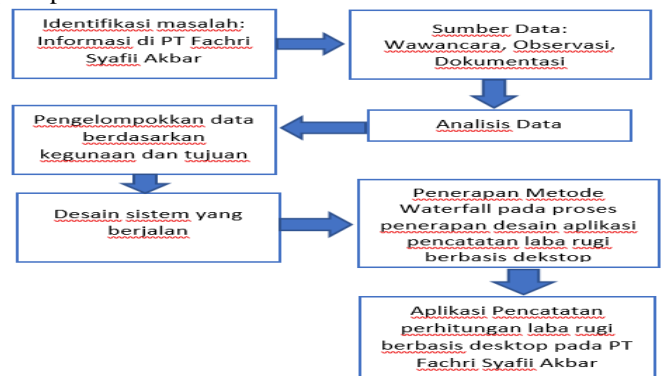 Identifikasi masalah:
Informasi di PT Fachri
Syafii Akbar
Sumber Data:
Wawancara, Observasi,
Dokumentasi
Analisis Data
Pengelompokkan data
berdasarkan
kegunaan dan tujuan
Desain sistem yang
berjalan
Penerapan Metode
Waterfall pada proses
penerapan desain aplikasi
pencatatan laba rugi
berbasis dekstop
Aplikasi Pencatatan
perhitungan laba rugi
berbasis desktop pada PT
Fachri Syafii Akbar